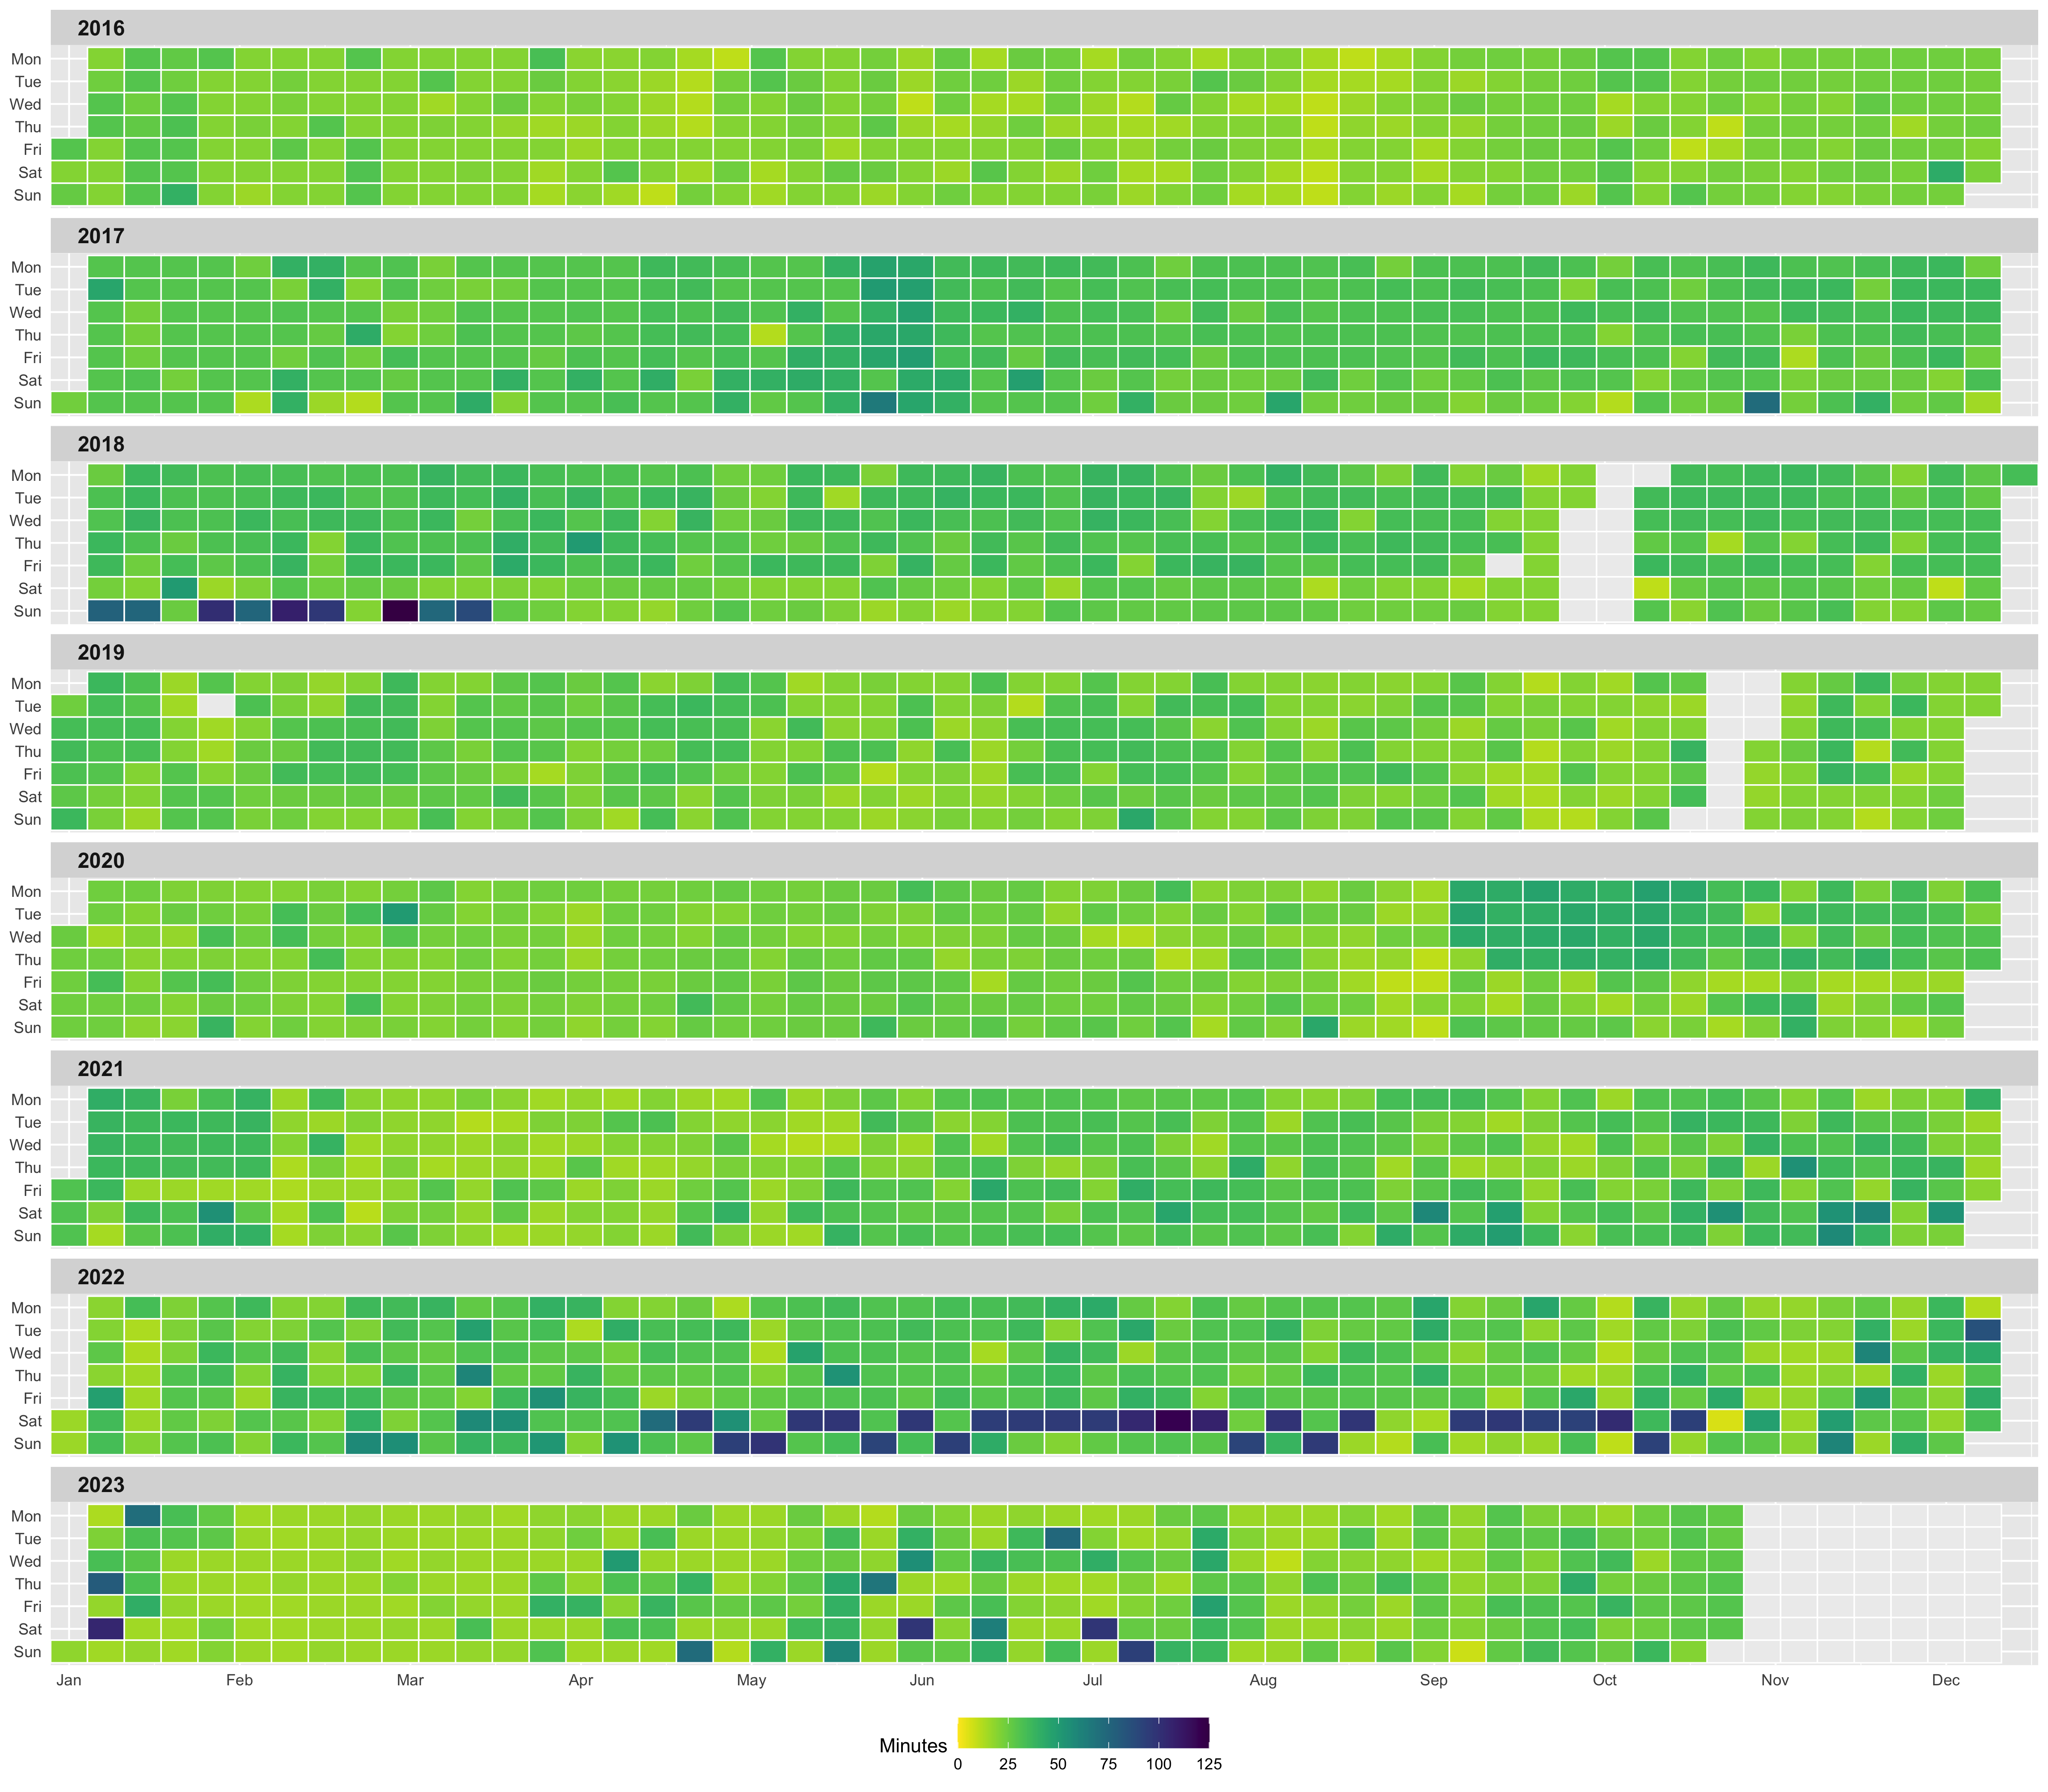 2016
Mon
Tue
Wed
Thu
Fri
Sat
Sun
2017
Mon
Tue
Wed
Thu
Fri
Sat
Sun
2018
Mon
Tue
Wed
Thu
Fri
Sat
Sun
2019
Mon
Tue
Wed
Thu
Fri
Sat
Sun
2020
Mon
Tue
Wed
Thu
Fri
Sat
Sun
2021
Mon
Tue
Wed
Thu
Fri
Sat
Sun
2022
Mon
Tue
Wed
Thu
Fri
Sat
Sun
2023
Mon
Tue
Wed
Thu
Fri
Sat
Sun
Jan Feb Mar Apr May Jun Jul Aug Sep Oct Nov Dec
Minutes
0 25 50 75 100 125